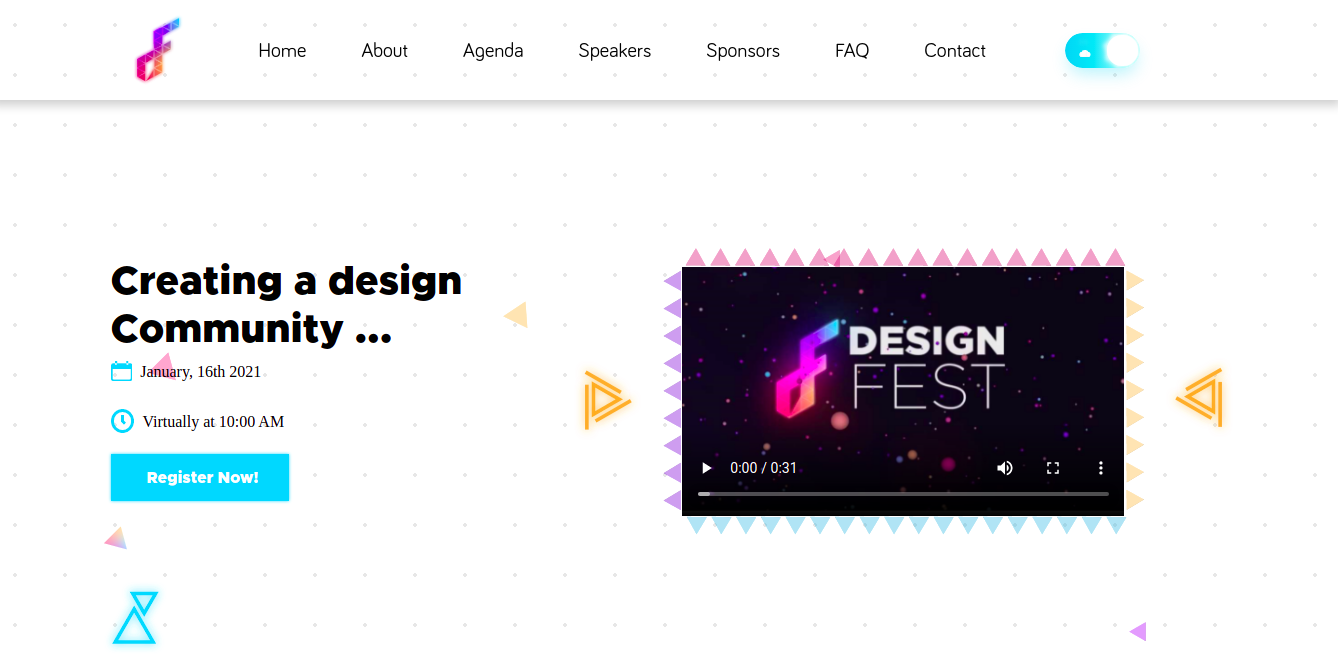 Home About Agenda Speakers Sponsors FAQ Contact
Creating a design
Community ...
January, 16th 2021
Virtually at 10:00 AM
Register Now!
DESIGN
FEST
0:00 / 0:31